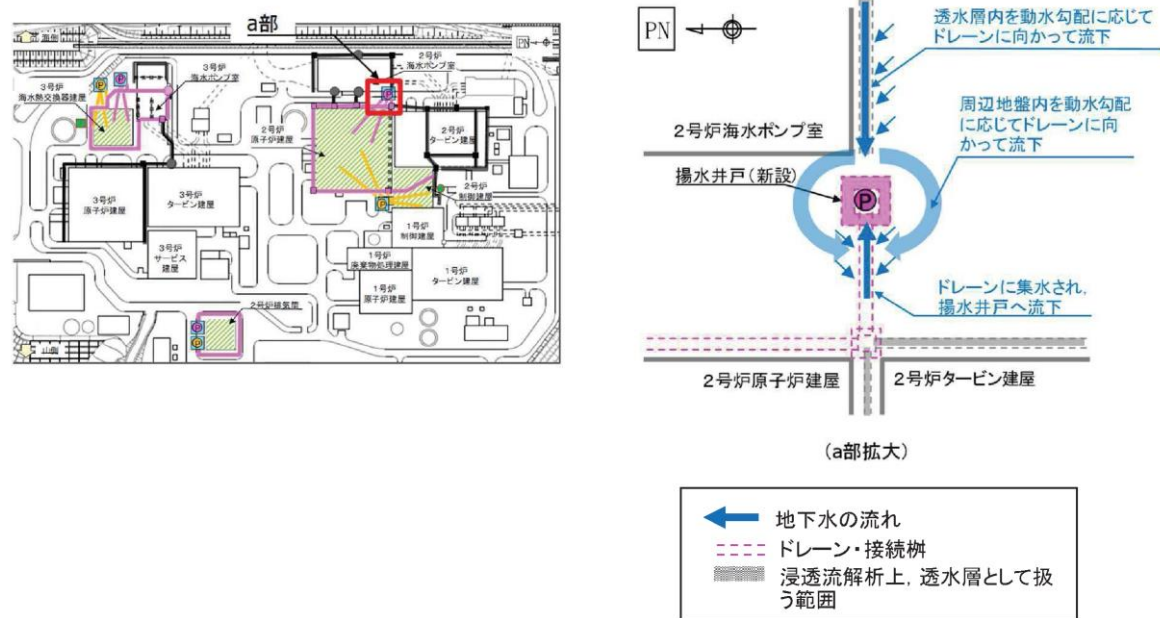 a部
海側
PN
3号炉
海水ポンプ室
2号炉
海水ポンプ室
3号炉
海水熱交換器建屋
P
P
P
2号炉
原子炉建屋
2号炉
タービン建屋
3号炉
原子炉建屋
3号炉
タービン建屋
2号炉
制御建屋
P
1号炉
制御建屋
3号炉
サービス
建屋
1号炉
廃棄物処理建屋
1号炉
タービン建屋
1号炉
原子炉建屋
2号炉排気筒
P
P
山側
PN
透水層内を動水勾配に応じて
ドレーンに向かって流下
周辺地盤内を動水勾配
に応じてドレーンに向
かって流下
2号炉海水ポンプ室
揚水井戸(新設)
P
ドレーンに集水され,
揚水井戸へ流下
2号炉原子炉建屋
2号炉タービン建屋
(a部拡大)
地下水の流れ
ドレーン・接続桝
浸透流解析上,透水層として扱
う範囲